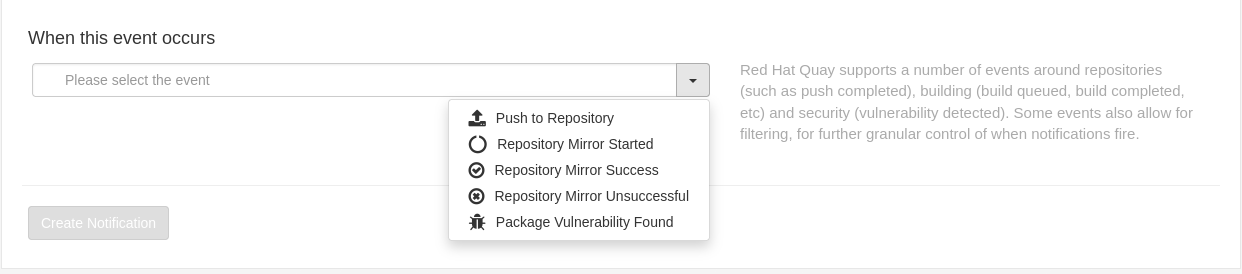 When this event occurs
Please select the event
Red Hat Quay supports a number of events around repositories
(such as push completed), building (build queued, build completed,
etc) and security (vulnerability detected). Some events also allow for
filtering, for further granular control of when notifications fire.
Push to Repository
Repository Mirror Started
Repository Mirror Success
Repository Mirror Unsuccessful
Package Vulnerability Found
Create Notification